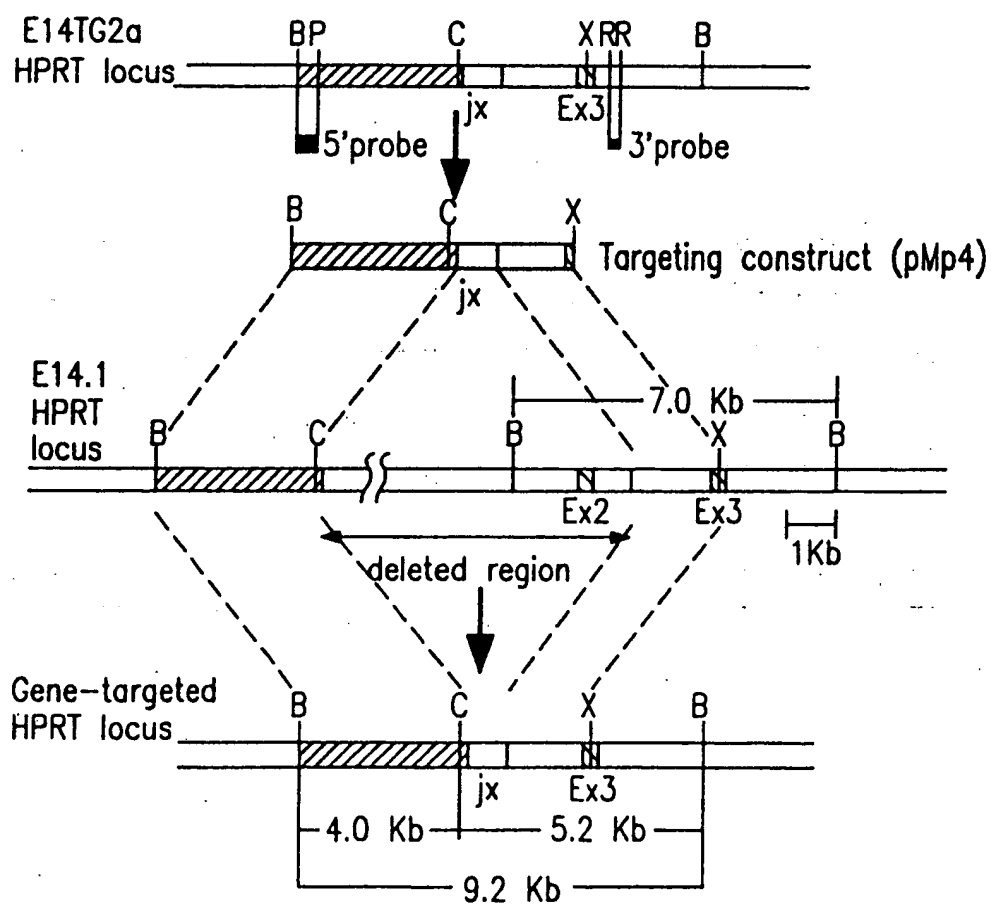 E14TG2a
HPRT locus
B P C X R R B
jx Ex3
5'probe 3'probe
B C X
Targeting construct (pMp4)
jx
E14.1
HPRT
locus
7.0 Kb
B C B X B
Ex2 Ex3
1Kb
deleted region
Gene-targeted
HPRT locus
B C X B
jx Ex3
4.0 Kb 5.2 Kb
9.2 Kb